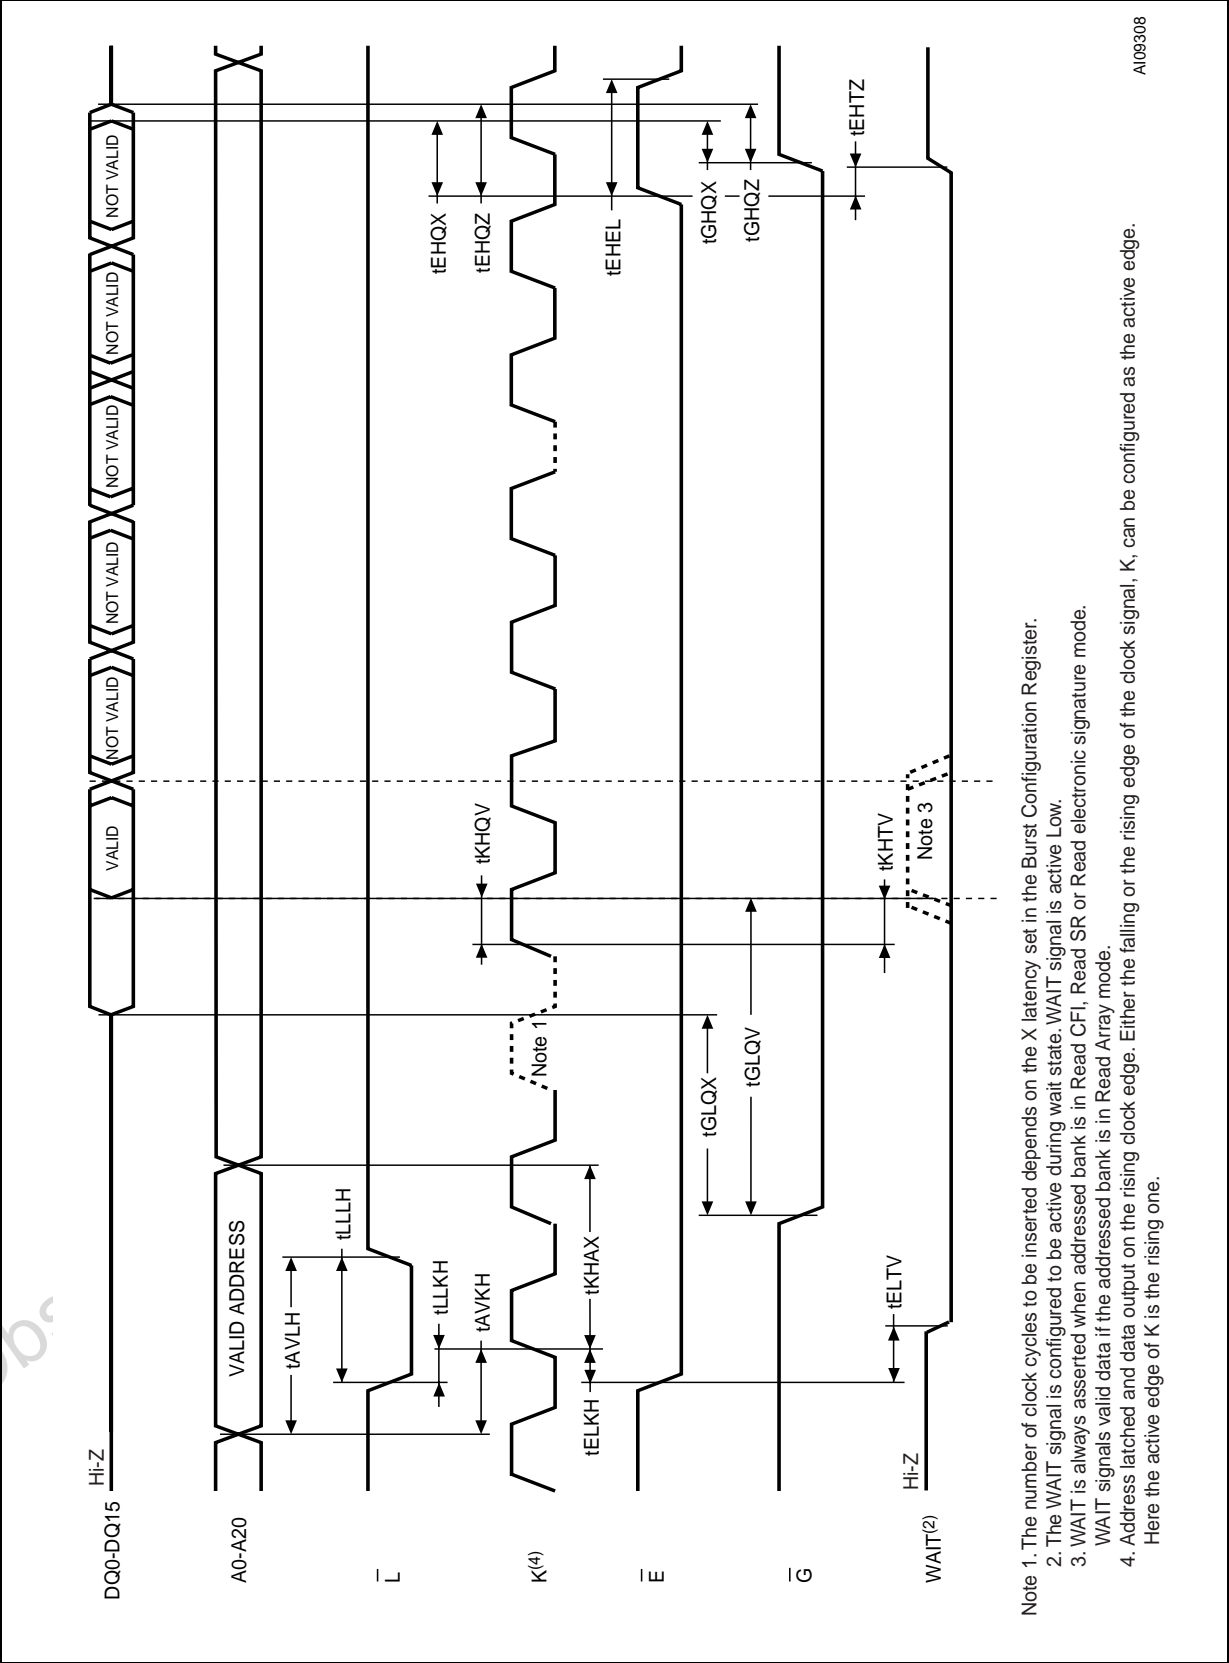 Hi-Z
DQ0-DQ15
VALID
NOT VALID
NOT VALID
NOT VALID
NOT VALID
NOT VALID
A0-A20
VALID ADDRESS
tAVLH
tLLLH
L
tLLKH
tAVKH
tKHQV
tEHQX
tEHQZ
K(4)
Note 1
tELKH
tKHAX
tEHEL
E
tGLQX
tGHQX
tGLQV
tGHQZ
G
tELTV
tKHTV
tEHTZ
Hi-Z
WAIT(2)
Note 3
Note 1. The number of clock cycles to be inserted depends on the X latency set in the Burst Configuration Register.
2. The WAIT signal is configured to be active during wait state. WAIT signal is active Low.
3. WAIT is always asserted when addressed bank is in Read CFI, Read SR or Read electronic signature mode.
WAIT signals valid data if the addressed bank is in Read Array mode.
4. Address latched and data output on the rising clock edge. Either the falling or the rising edge of the clock signal, K, can be configured as the active edge.
Here the active edge of K is the rising one.
AI09308